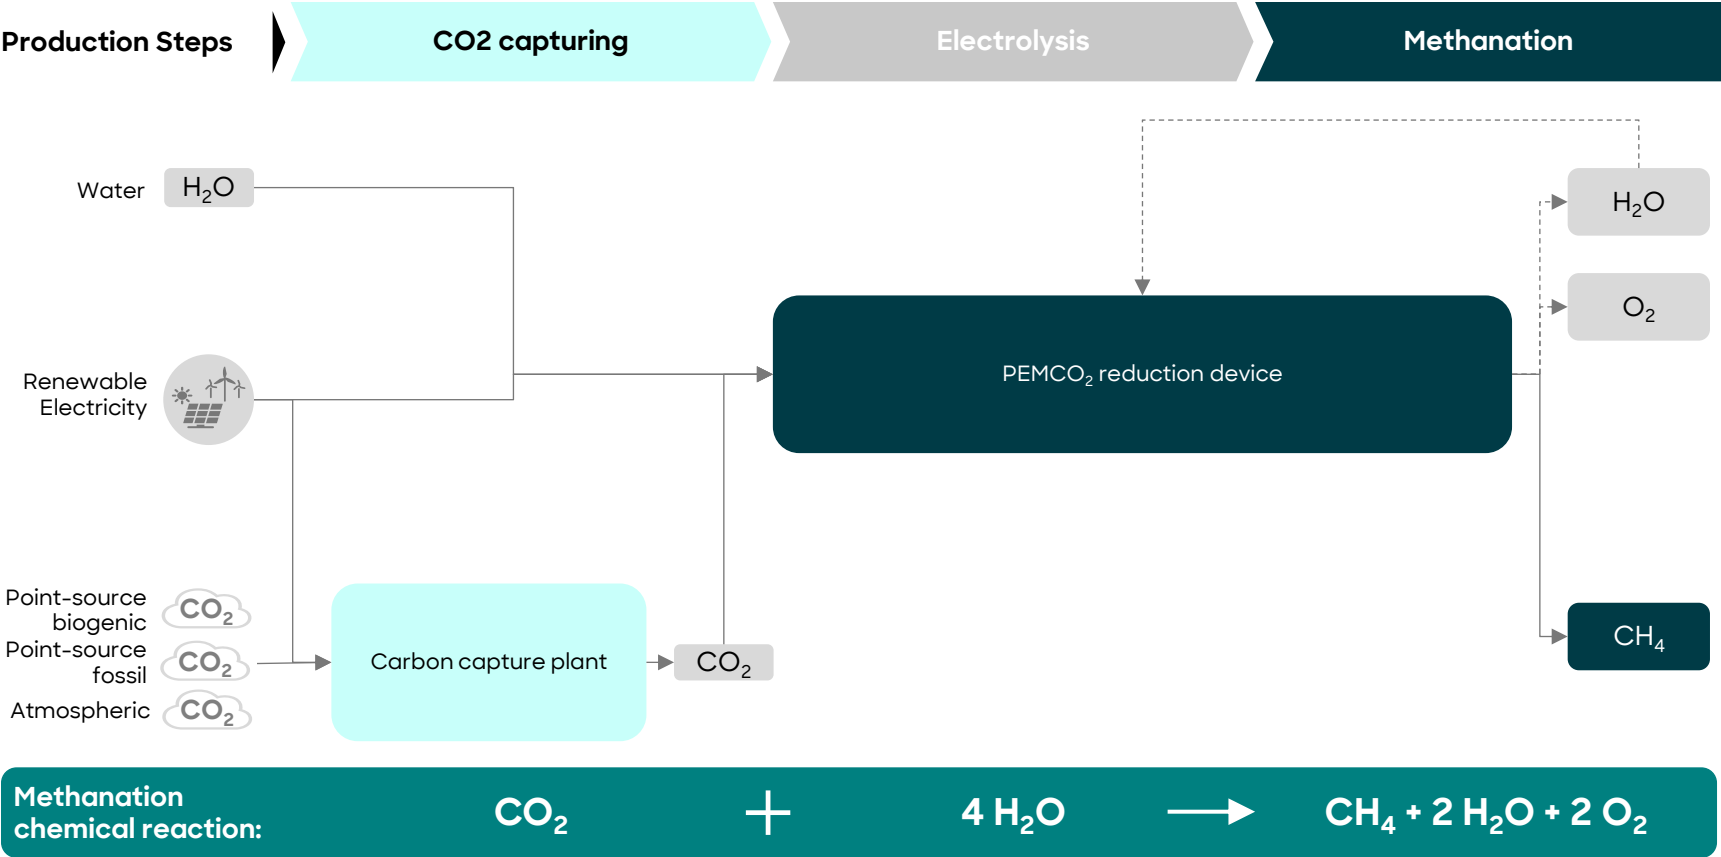 Production Steps
CO2 capturing
Electrolysis
Methanation
Water
H₂O
H₂O
O₂
Renewable
Electricity
PEMCO₂ reduction device
Point-source
biogenic
CO₂
Point-source
fossil
CO₂
Atmospheric
CO₂
Carbon capture plant
CO₂
CH₄
Methanation
chemical reaction:
CO₂ + 4 H₂O → CH₄ + 2 H₂O + 2 O₂